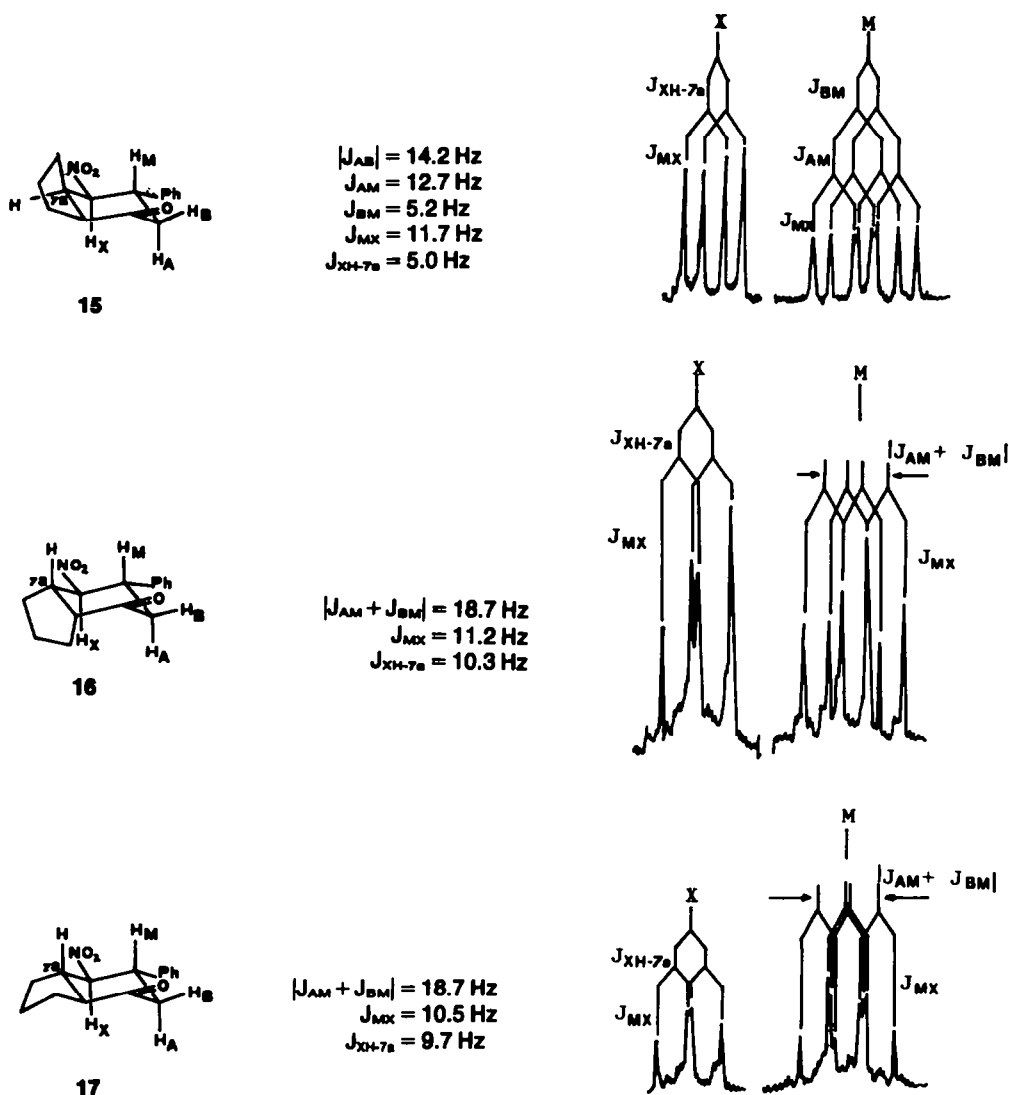 H
NO₂
H_M
Ph
O
H_B
7a
H_X
H_A
15
|J_AB| = 14.2 Hz
J_AM = 12.7 Hz
J_BM = 5.2 Hz
J_MX = 11.7 Hz
J_XH-7a = 5.0 Hz
X
M
J_XH-7a
J_BM
J_MX
J_AM
J_MX
H
7a
NO₂
H_M
Ph
O
H_B
H_X
H_A
16
|J_AM + J_BM| = 18.7 Hz
J_MX = 11.2 Hz
J_XH-7a = 10.3 Hz
X
M
J_XH-7a
|J_AM + J_BM|
J_MX
J_MX
H
7a
NO₂
H_M
Ph
O
H_B
H_X
H_A
17
|J_AM + J_BM| = 18.7 Hz
J_MX = 10.5 Hz
J_XH-7a = 9.7 Hz
X
M
J_XH-7a
|J_AM + J_BM|
J_MX
J_MX